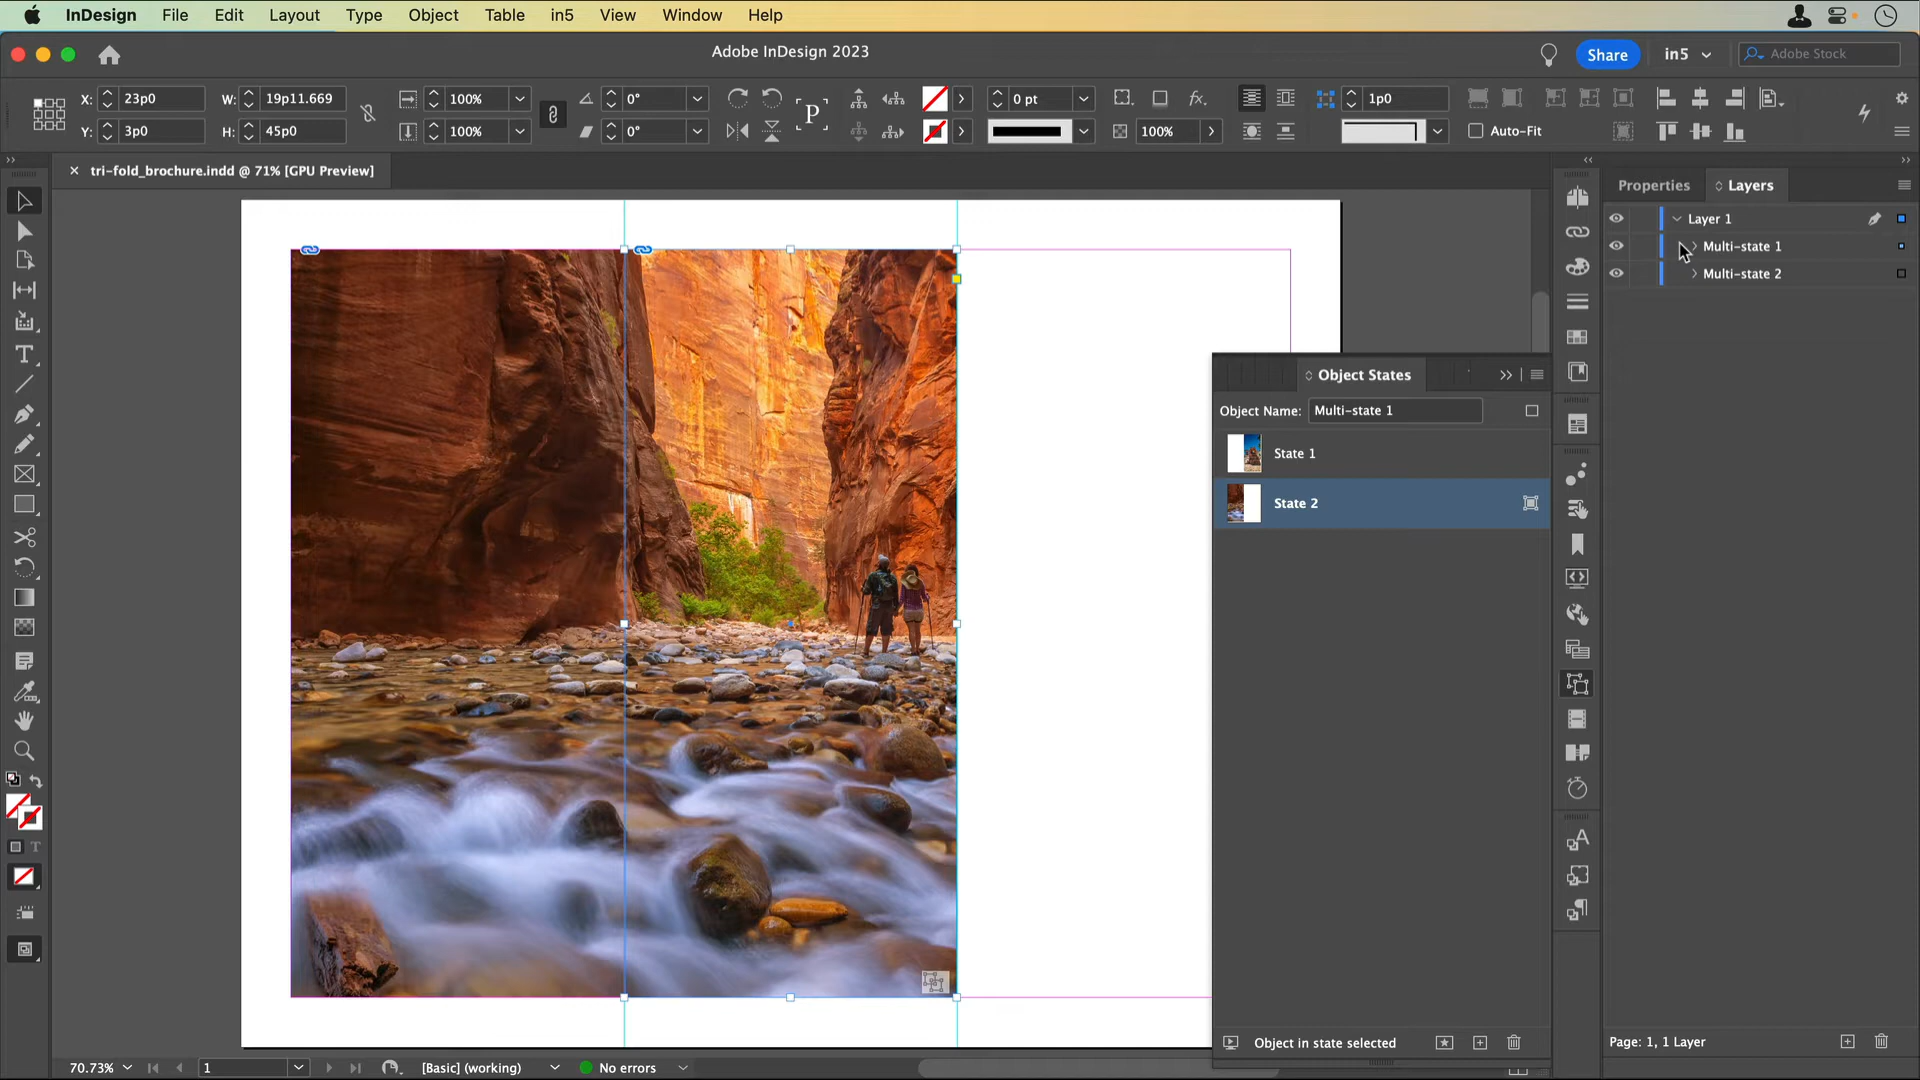 InDesign File Edit Layout Type Object Table in5 View Window Help
Adobe InDesign 2023
Share
in5
Adobe Stock
X: 23p0
W: 19p11.669
100%
0°
P
0 pt
fx.
1p0
Y: 3p0
H: 45p0
100%
0°
100%
Auto-Fit
× tri-fold_brochure.indd @ 71% [GPU Preview]
Properties
Layers
Layer 1
Multi-state 1
Multi-state 2
Object States
Object Name: Multi-state 1
State 1
State 2
Object in state selected
Page: 1, 1 Layer
70.73%
1
[Basic] (working)
No errors